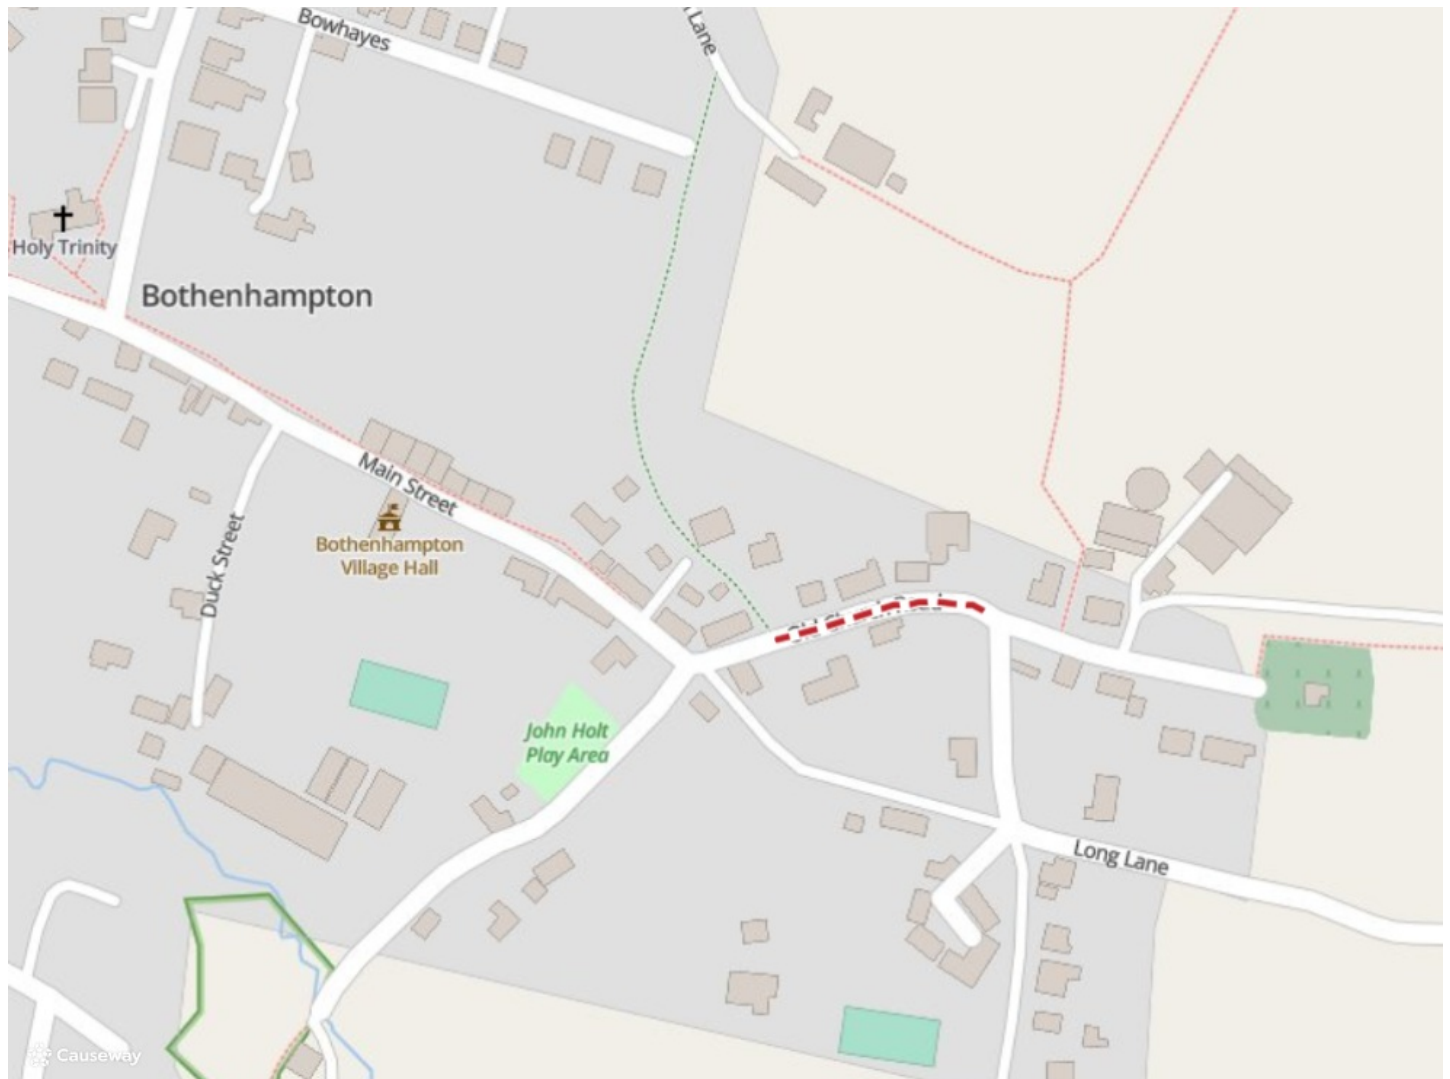 Bowhayes
Lane
Holy Trinity
Bothenhampton
Main Street
Bothenhampton
Village Hall
Duck Street
John Holt
Play Area
Long Lane
Causeway